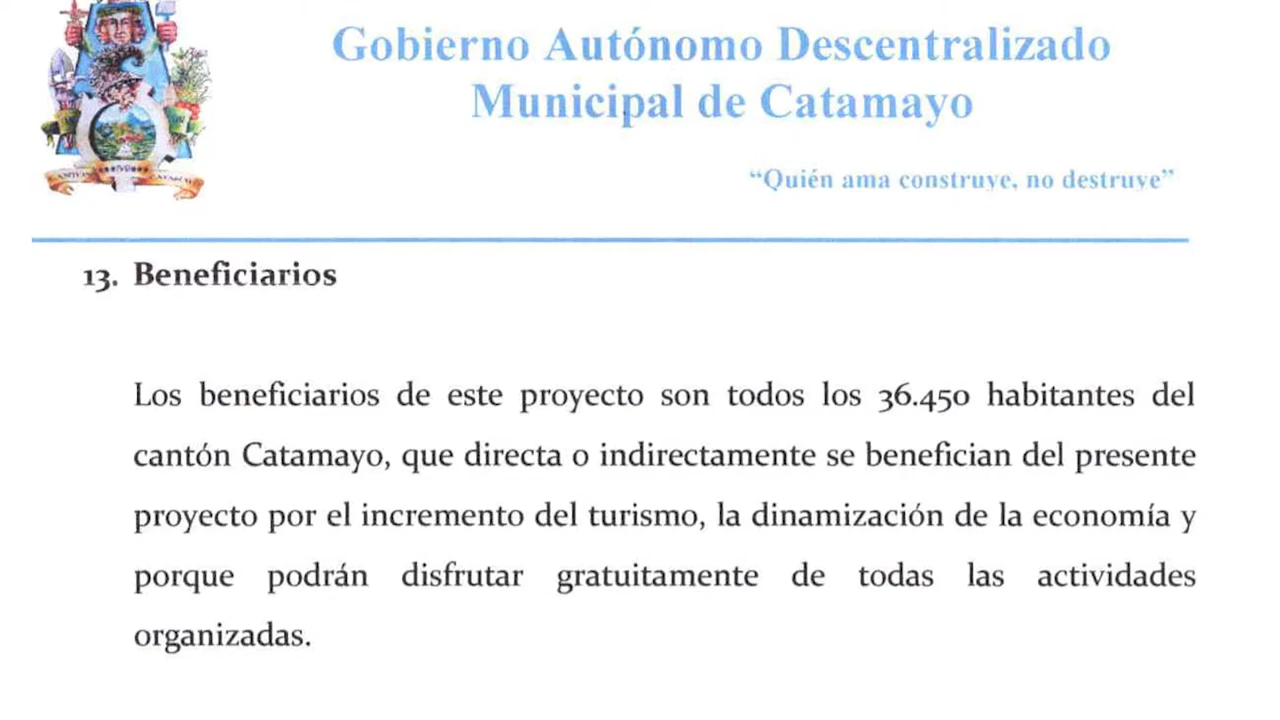 Gobierno Autónomo Descentralizado
Municipal de Catamayo
“Quién ama construye, no destruye”
13. Beneficiarios
Los beneficiarios de este proyecto son todos los 36.450 habitantes del
cantón Catamayo, que directa o indirectamente se benefician del presente
proyecto por el incremento del turismo, la dinamización de la economía y
porque podrán disfrutar gratuitamente de todas las actividades
organizadas.